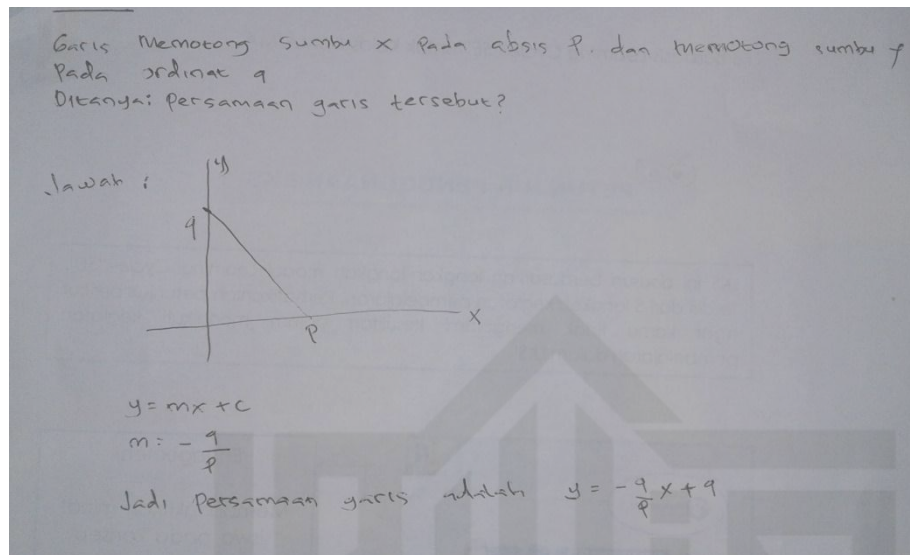 Garis memotong sumbu x pada absis p. dan memotong sumbu y
pada ordinat q
Ditanya: persamaan garis tersebut?
Jawab :
y
q
p
x
y = mx + c
m = - q/p
Jadi persamaan garis adalah y = - q/p x + q